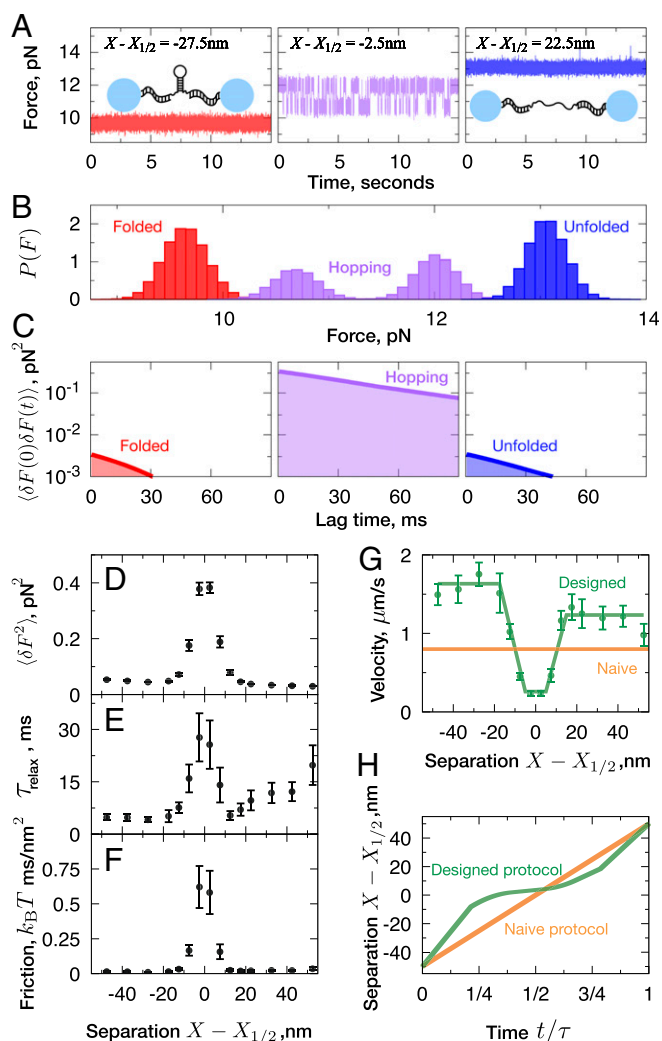 A
X - X1/2 = -27.5nm
X - X1/2 = -2.5nm
X - X1/2 = 22.5nm
Force, pN
14
12
10
0 5 10
0 5 10
0 5 10
Time, seconds
B
P(F)
2
1
0
Folded
Hopping
Unfolded
10 12 14
Force, pN
C
⟨δF(0)δF(t)⟩, pN²
10⁻¹
10⁻²
10⁻³
Folded
Hopping
Unfolded
0 30 60
0 30 60
0 30 60
Lag time, ms
D
⟨δF²⟩, pN²
0.4
0.2
0
E
τrelax , ms
30
15
0
F
Friction, kBT ms/nm²
0.75
0.5
0.25
0
-40 -20 0 20 40
Separation X − X1/2,nm
G
Velocity, μm/s
2
1
0
Designed
Naive
-40 -20 0 20 40
Separation X − X1/2,nm
H
Separation X − X1/2,nm
40
20
0
-20
-40
Designed protocol
Naive protocol
0 1/4 1/2 3/4 1
Time t/τ